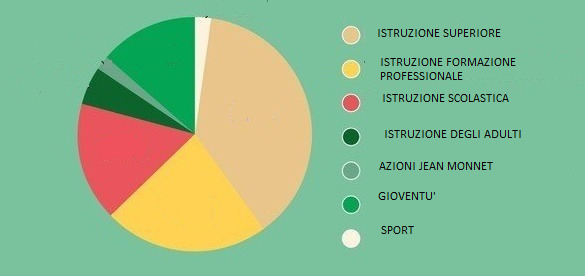 ISTRUZIONE SUPERIORE
ISTRUZIONE FORMAZIONE
PROFESSIONALE
ISTRUZIONE SCOLASTICA
ISTRUZIONE DEGLI ADULTI
AZIONI JEAN MONNET
GIOVENTU'
SPORT